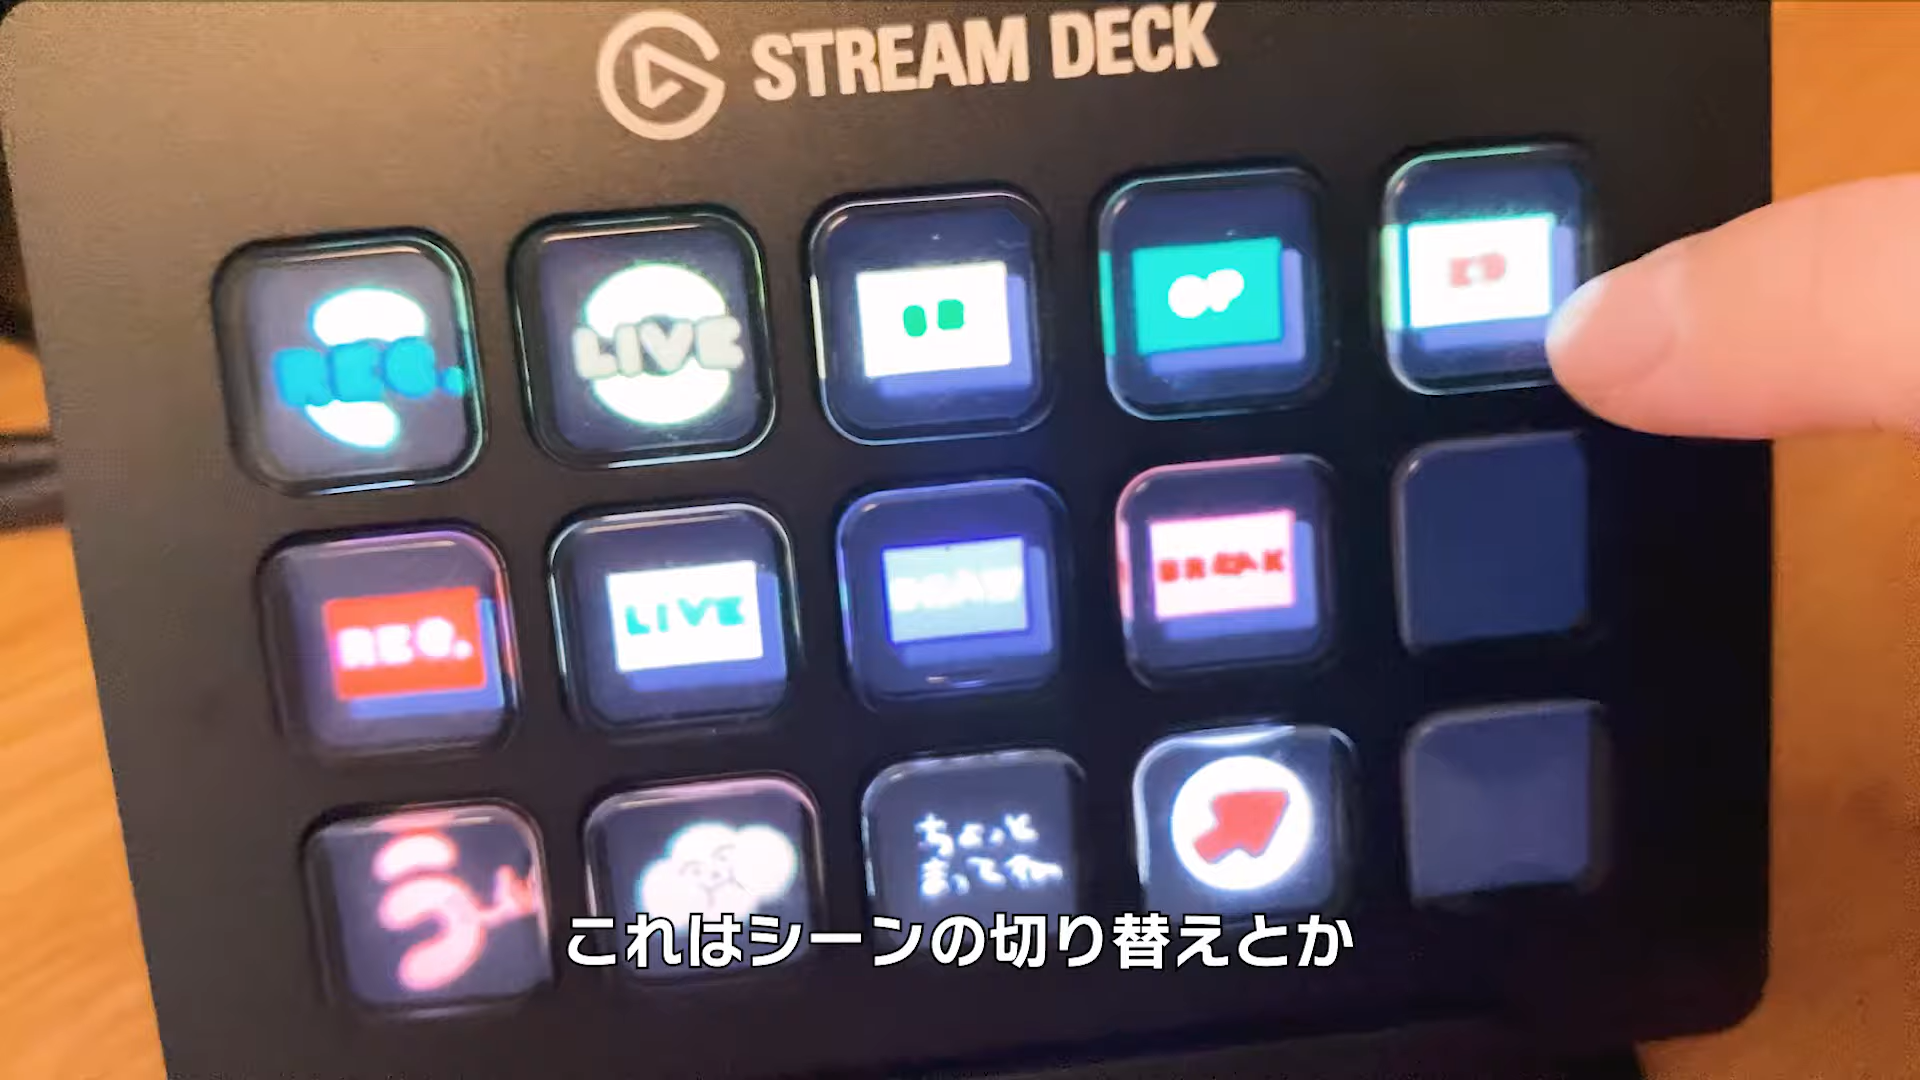 STREAM DECK
REC.
LIVE
OP
ED
REC.
LIVE
BREAK
う
ちょっと
まってね
これはシーンの切り替えとか